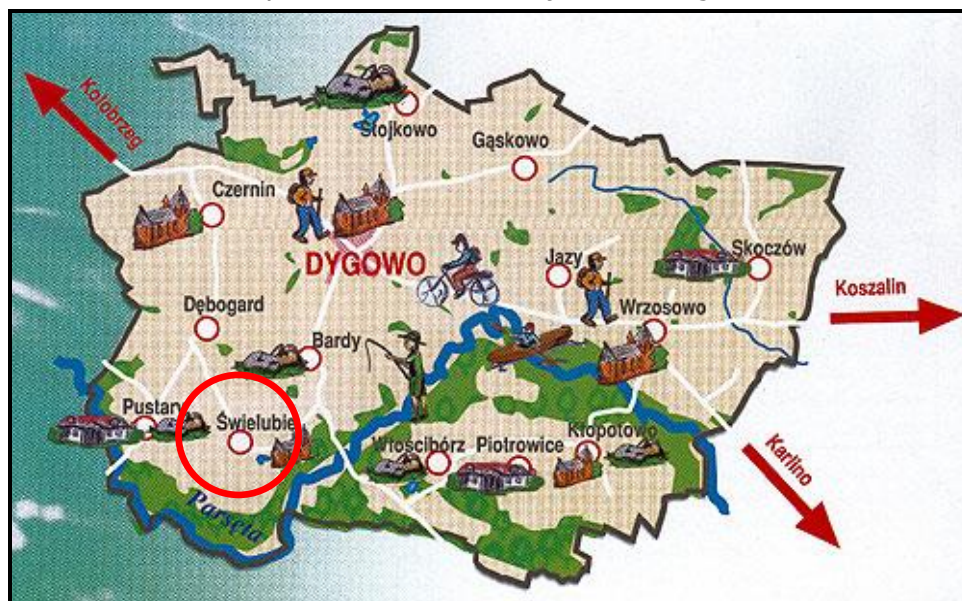 Kołobrzeg
Stojkowo
Gąskowo
Czernin
DYGOWO
Jazy
Skoczów
Koszalin
Dębogard
Wrzosowo
Bardy
Pustary
Świelubie
Włościbórz
Piotrowice
Kłopotowo
Karlino
Parsęta